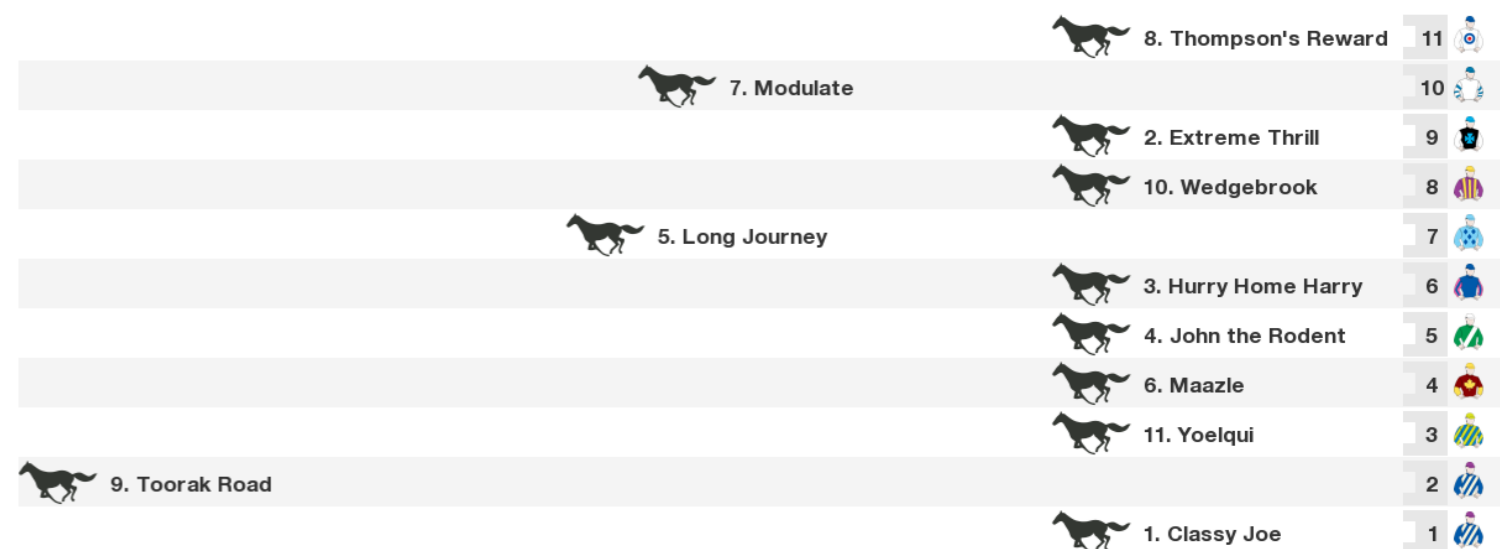 8. Thompson's Reward 11
7. Modulate 10
2. Extreme Thrill 9
10. Wedgebrook 8
5. Long Journey 7
3. Hurry Home Harry 6
4. John the Rodent 5
6. Maazle 4
11. Yoelqui 3
9. Toorak Road 2
1. Classy Joe 1